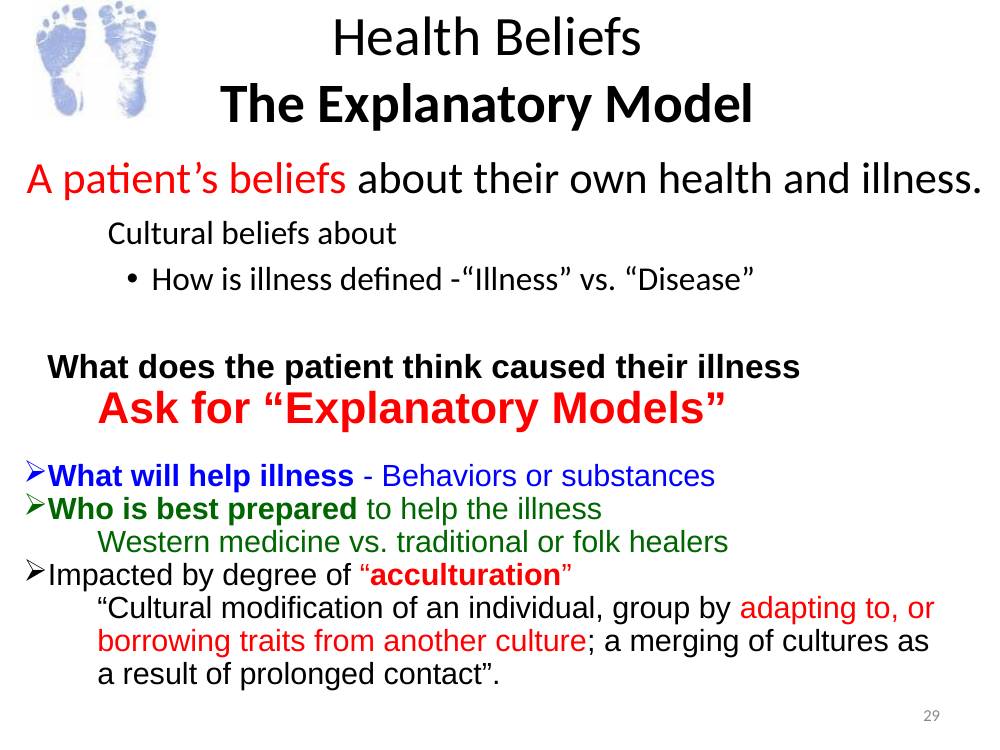 Health Beliefs
The Explanatory Model
A patient’s beliefs about their own health and illness.
Cultural beliefs about
• How is illness defined -“Illness” vs. “Disease”
What does the patient think caused their illness
Ask for “Explanatory Models”
➢What will help illness - Behaviors or substances
➢Who is best prepared to help the illness
Western medicine vs. traditional or folk healers
➢Impacted by degree of “acculturation”
“Cultural modification of an individual, group by adapting to, or
borrowing traits from another culture; a merging of cultures as
a result of prolonged contact”.
29